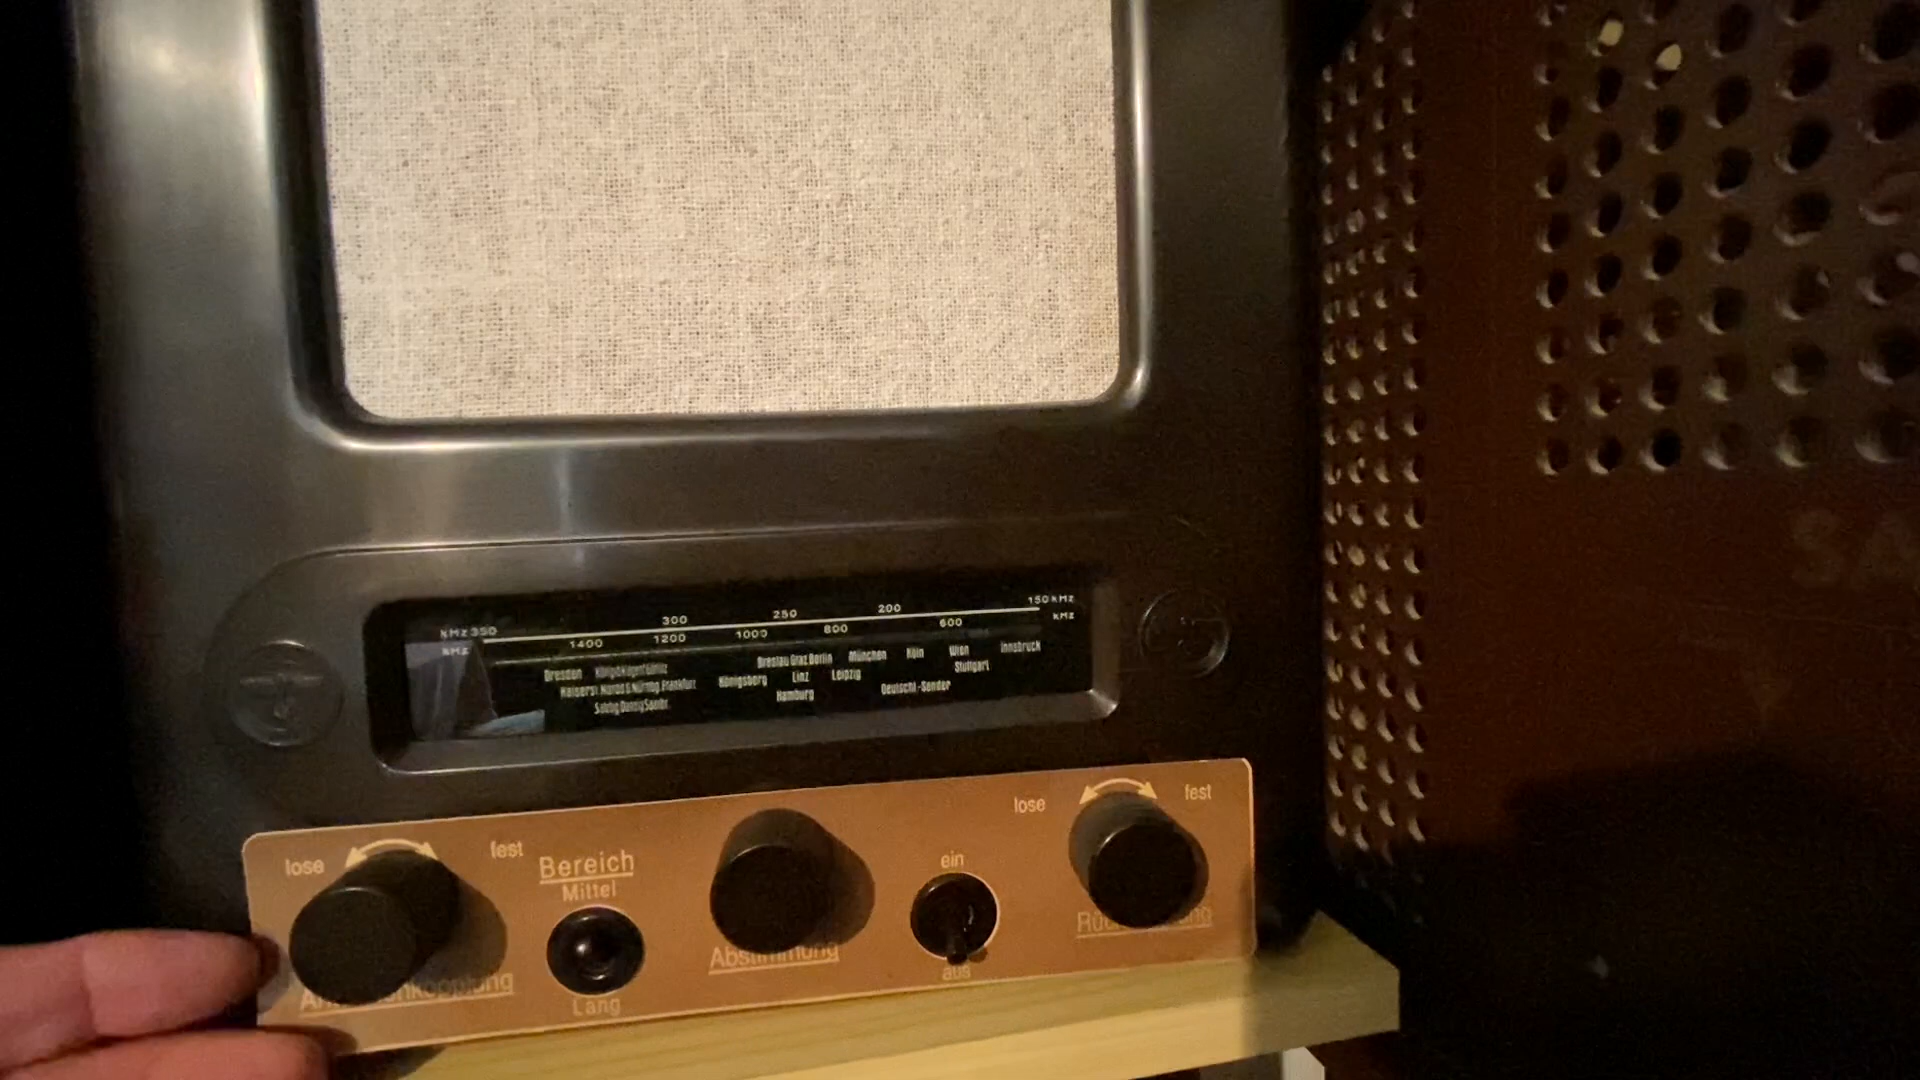 KHz 350 300 250 200 150 KHz
KHz 1400 1200 1000 800 600 KHz
Breslau Graz Berlin München Köln Wien Innsbruck
Dresden
Königsberg Linz Leipzig Stuttgart
Frankfurt
Hamburg Deutschl.-Sender
lose fest
lose fest
Bereich
Mittel
ein
Abstimmung
aus
Lang
SA